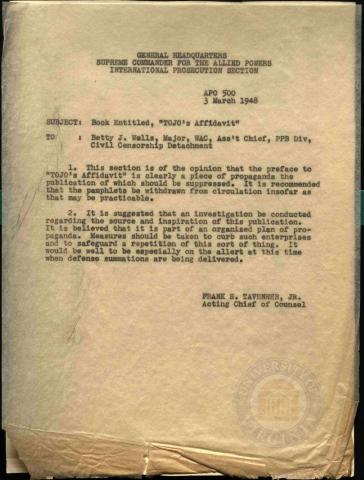 GENERAL HEADQUARTERS
SUPREME COMMANDER FOR THE ALLIED POWERS
INTERNATIONAL PROSECUTION SECTION
APO 500
3 March 1948
SUBJECT: Book Entitled, "TOJO's Affidavit"
TO : Betty J. Wells, Major, WAC, Ass't Chief, PPB Div,
Civil Censorship Detachment
1. This section is of the opinion that the preface to
"TOJO's Affidavit" is clearly a piece of propaganda the
publication of which should be suppressed. It is recommended
that the pamphlets be withdrawn from circulation insofar as
that may be practicable.
2. It is suggested that an investigation be conducted
regarding the source and inspiration of this publication.
It is believed that it is part of an organized plan of pro-
paganda. Measures should be taken to curb such enterprises
and to safeguard a repetition of this sort of thing. It
would be well to be especially on the allert at this time
when defense summations are being delivered.
FRANK S. TAVENNER, JR.
Acting Chief of Counsel
UNIVERSITY OF VIRGINIA